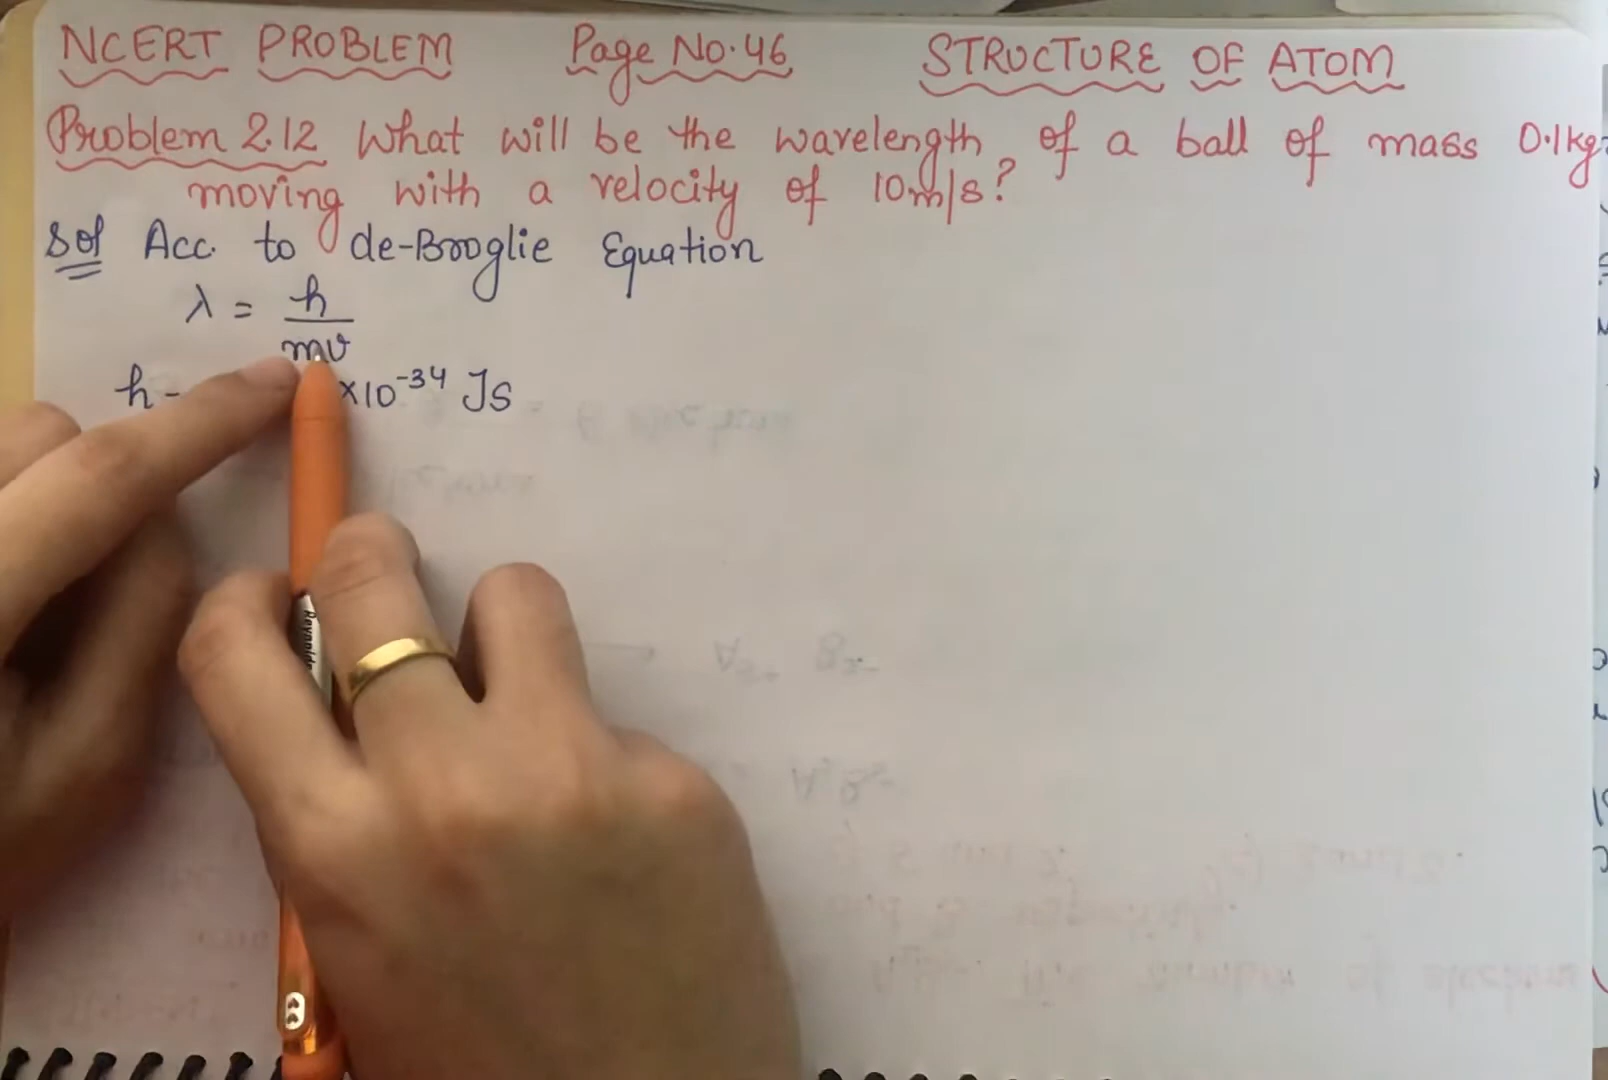 NCERT PROBLEM Page No.46 STRUCTURE OF ATOM
Problem 2.12 What will be the wavelength of a ball of mass 0.1kg
moving with a velocity of 10m/s?
Sol Acc. to de-Broglie Equation
λ = h
mv
h - ×10⁻³⁴ JS
Reynolds